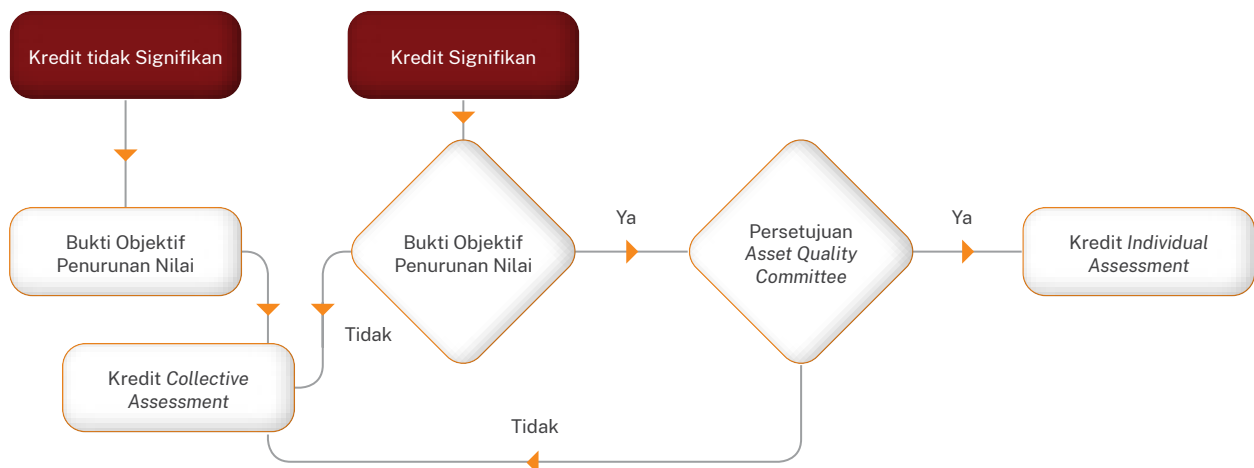 Kredit tidak Signifikan
Kredit Signifikan
Bukti Objektif
Penurunan Nilai
Bukti Objektif
Penurunan Nilai
Ya
Persetujuan
Asset Quality
Committee
Ya
Kredit Individual
Assessment
Tidak
Kredit Collective
Assessment
Tidak